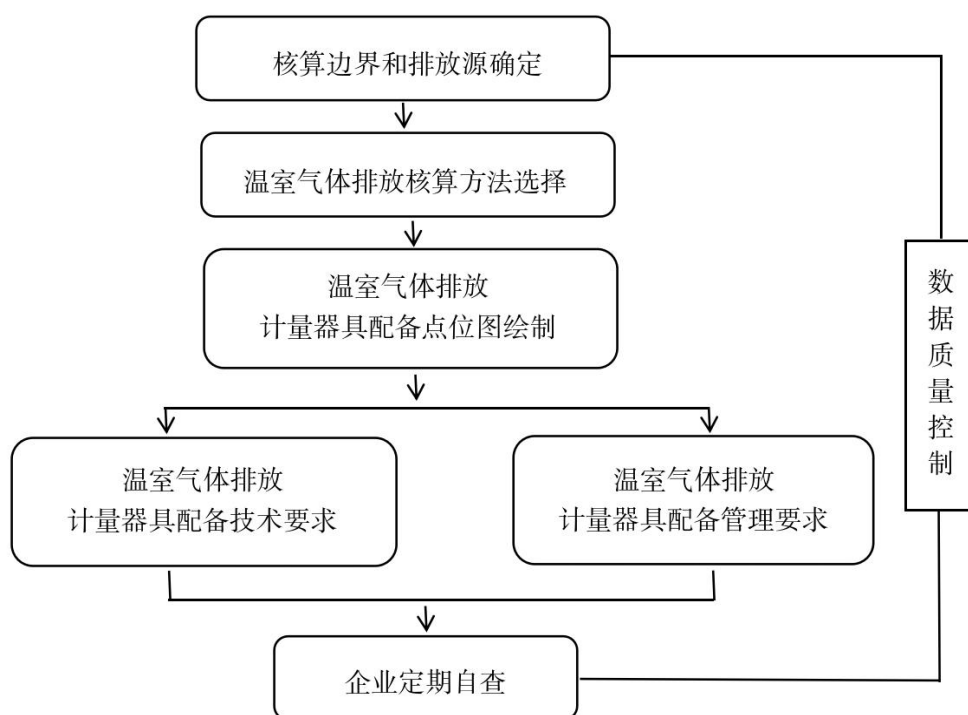 核算边界和排放源确定
温室气体排放核算方法选择
温室气体排放
计量器具配备点位图绘制
温室气体排放
计量器具配备技术要求
温室气体排放
计量器具配备管理要求
企业定期自查
数据质量控制